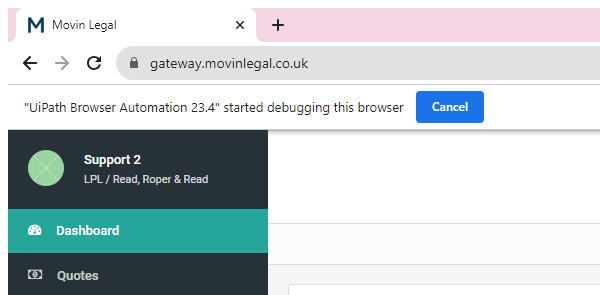 Movin Legal
gateway.movinlegal.co.uk
"UiPath Browser Automation 23.4" started debugging this browser
Cancel
Support 2
LPL / Read, Roper & Read
Dashboard
Quotes